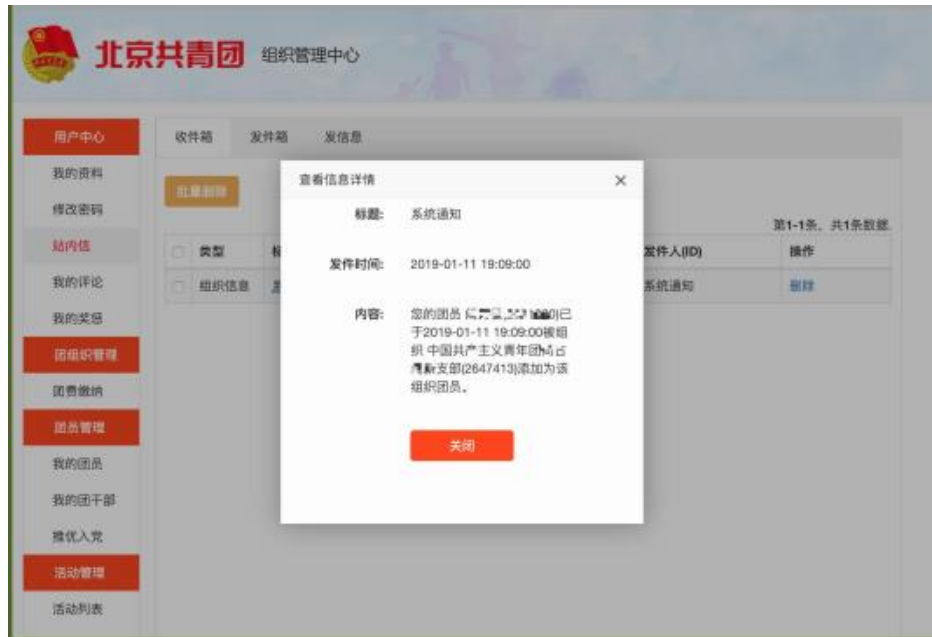 北京共青团 组织管理中心
用户中心
收件箱 发件箱 发信息
我的资料
修改密码
站内信
我的评论
我的奖惩
团组织管理
团费缴纳
团员管理
我的团员
我的团干部
推优入党
活动管理
活动列表
批量删除
第1-1条, 共1条数据.
类型 标 发件人(ID) 操作
组织信息 系统通知 删除
查看信息详情 ×
标题: 系统通知
发件时间: 2019-01-11 19:09:00
内容: 您的团员
)已
于2019-01-11 19:09:00被组
织 中国共产主义青年团
支部(2647413)添加为该
组织团员。
关闭